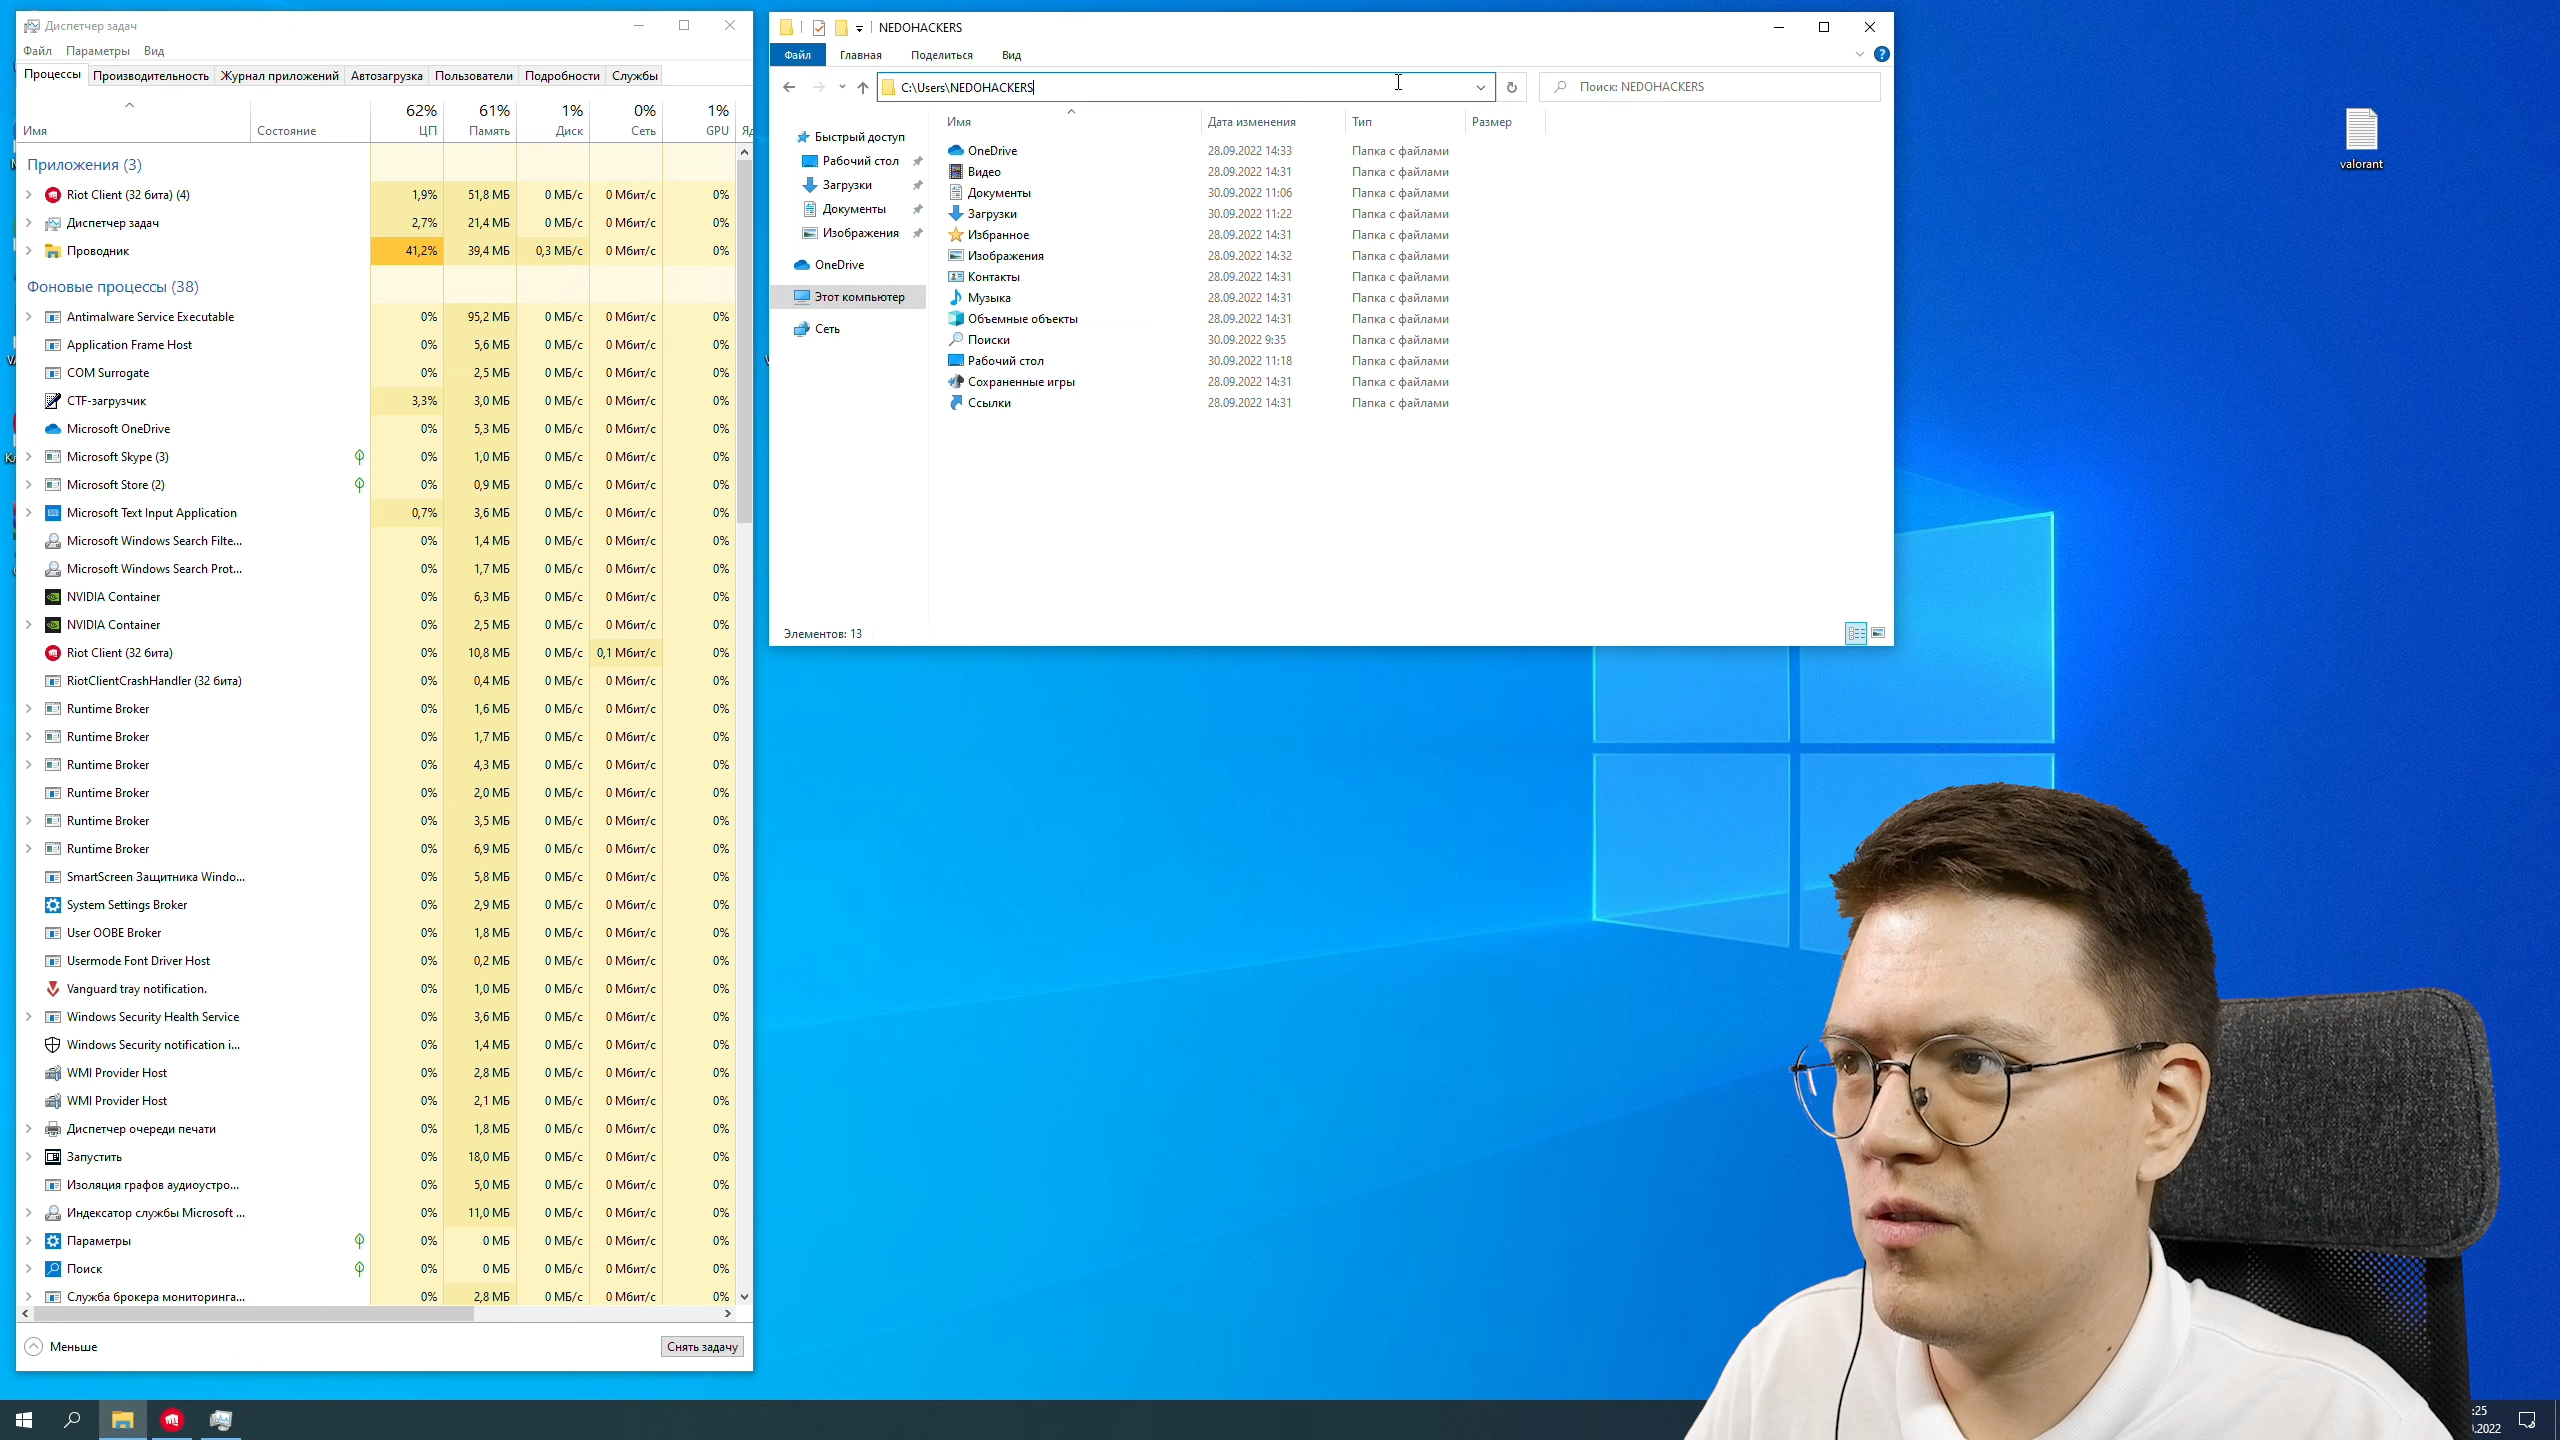 Диспетчер задач
Файл Параметры Вид
Процессы Производительность Журнал приложений Автозагрузка Пользователи Подробности Службы
62% 61% 1% 0% 1%
Имя Состояние ЦП Память Диск Сеть GPU Яд
Приложения (3)
Riot Client (32 бита) (4) 1,9% 51,8 МБ 0 МБ/с 0 Мбит/с 0%
Диспетчер задач 2,7% 21,4 МБ 0 МБ/с 0 Мбит/с 0%
Проводник 41,2% 39,4 МБ 0,3 МБ/с 0 Мбит/с 0%
Фоновые процессы (38)
Antimalware Service Executable 0% 95,2 МБ 0 МБ/с 0 Мбит/с 0%
Application Frame Host 0% 5,6 МБ 0 МБ/с 0 Мбит/с 0%
COM Surrogate 0% 2,5 МБ 0 МБ/с 0 Мбит/с 0%
CTF-загрузчик 3,3% 3,0 МБ 0 МБ/с 0 Мбит/с 0%
Microsoft OneDrive 0% 5,3 МБ 0 МБ/с 0 Мбит/с 0%
Microsoft Skype (3) 0% 1,0 МБ 0 МБ/с 0 Мбит/с 0%
Microsoft Store (2) 0% 0,9 МБ 0 МБ/с 0 Мбит/с 0%
Microsoft Text Input Application 0,7% 3,6 МБ 0 МБ/с 0 Мбит/с 0%
Microsoft Windows Search Filte... 0% 1,4 МБ 0 МБ/с 0 Мбит/с 0%
Microsoft Windows Search Prot... 0% 1,7 МБ 0 МБ/с 0 Мбит/с 0%
NVIDIA Container 0% 6,3 МБ 0 МБ/с 0 Мбит/с 0%
NVIDIA Container 0% 2,5 МБ 0 МБ/с 0 Мбит/с 0%
Riot Client (32 бита) 0% 10,8 МБ 0 МБ/с 0,1 Мбит/с 0%
RiotClientCrashHandler (32 бита) 0% 0,4 МБ 0 МБ/с 0 Мбит/с 0%
Runtime Broker 0% 1,6 МБ 0 МБ/с 0 Мбит/с 0%
Runtime Broker 0% 1,7 МБ 0 МБ/с 0 Мбит/с 0%
Runtime Broker 0% 4,3 МБ 0 МБ/с 0 Мбит/с 0%
Runtime Broker 0% 2,0 МБ 0 МБ/с 0 Мбит/с 0%
Runtime Broker 0% 3,5 МБ 0 МБ/с 0 Мбит/с 0%
Runtime Broker 0% 6,9 МБ 0 МБ/с 0 Мбит/с 0%
SmartScreen Защитника Windo... 0% 5,8 МБ 0 МБ/с 0 Мбит/с 0%
System Settings Broker 0% 2,9 МБ 0 МБ/с 0 Мбит/с 0%
User OOBE Broker 0% 1,8 МБ 0 МБ/с 0 Мбит/с 0%
Usermode Font Driver Host 0% 0,2 МБ 0 МБ/с 0 Мбит/с 0%
Vanguard tray notification. 0% 1,0 МБ 0 МБ/с 0 Мбит/с 0%
Windows Security Health Service 0% 3,6 МБ 0 МБ/с 0 Мбит/с 0%
Windows Security notification i... 0% 1,4 МБ 0 МБ/с 0 Мбит/с 0%
WMI Provider Host 0% 2,8 МБ 0 МБ/с 0 Мбит/с 0%
WMI Provider Host 0% 2,1 МБ 0 МБ/с 0 Мбит/с 0%
Диспетчер очереди печати 0% 1,8 МБ 0 МБ/с 0 Мбит/с 0%
Запустить 0% 18,0 МБ 0 МБ/с 0 Мбит/с 0%
Изоляция графов аудиоустро... 0% 5,0 МБ 0 МБ/с 0 Мбит/с 0%
Индексатор службы Microsoft ... 0% 11,0 МБ 0 МБ/с 0 Мбит/с 0%
Параметры 0% 0 МБ 0 МБ/с 0 Мбит/с 0%
Поиск 0% 0 МБ 0 МБ/с 0 Мбит/с 0%
Служба брокера мониторинга... 0% 2,8 МБ 0 МБ/с 0 Мбит/с 0%
Меньше Снять задачу
NEDOHACKERS
Файл Главная Поделиться Вид
C:\Users\NEDOHACKERS Поиск: NEDOHACKERS
Быстрый доступ
Рабочий стол
Загрузки
Документы
Изображения
OneDrive
Этот компьютер
Сеть
Имя Дата изменения Тип Размер
OneDrive 28.09.2022 14:33 Папка с файлами
Видео 28.09.2022 14:31 Папка с файлами
Документы 30.09.2022 11:06 Папка с файлами
Загрузки 30.09.2022 11:22 Папка с файлами
Избранное 28.09.2022 14:31 Папка с файлами
Изображения 28.09.2022 14:32 Папка с файлами
Контакты 28.09.2022 14:31 Папка с файлами
Музыка 28.09.2022 14:31 Папка с файлами
Объемные объекты 28.09.2022 14:31 Папка с файлами
Поиски 30.09.2022 9:35 Папка с файлами
Рабочий стол 30.09.2022 11:18 Папка с файлами
Сохраненные игры 28.09.2022 14:31 Папка с файлами
Ссылки 28.09.2022 14:31 Папка с файлами
Элементов: 13
valorant
:25
.2022